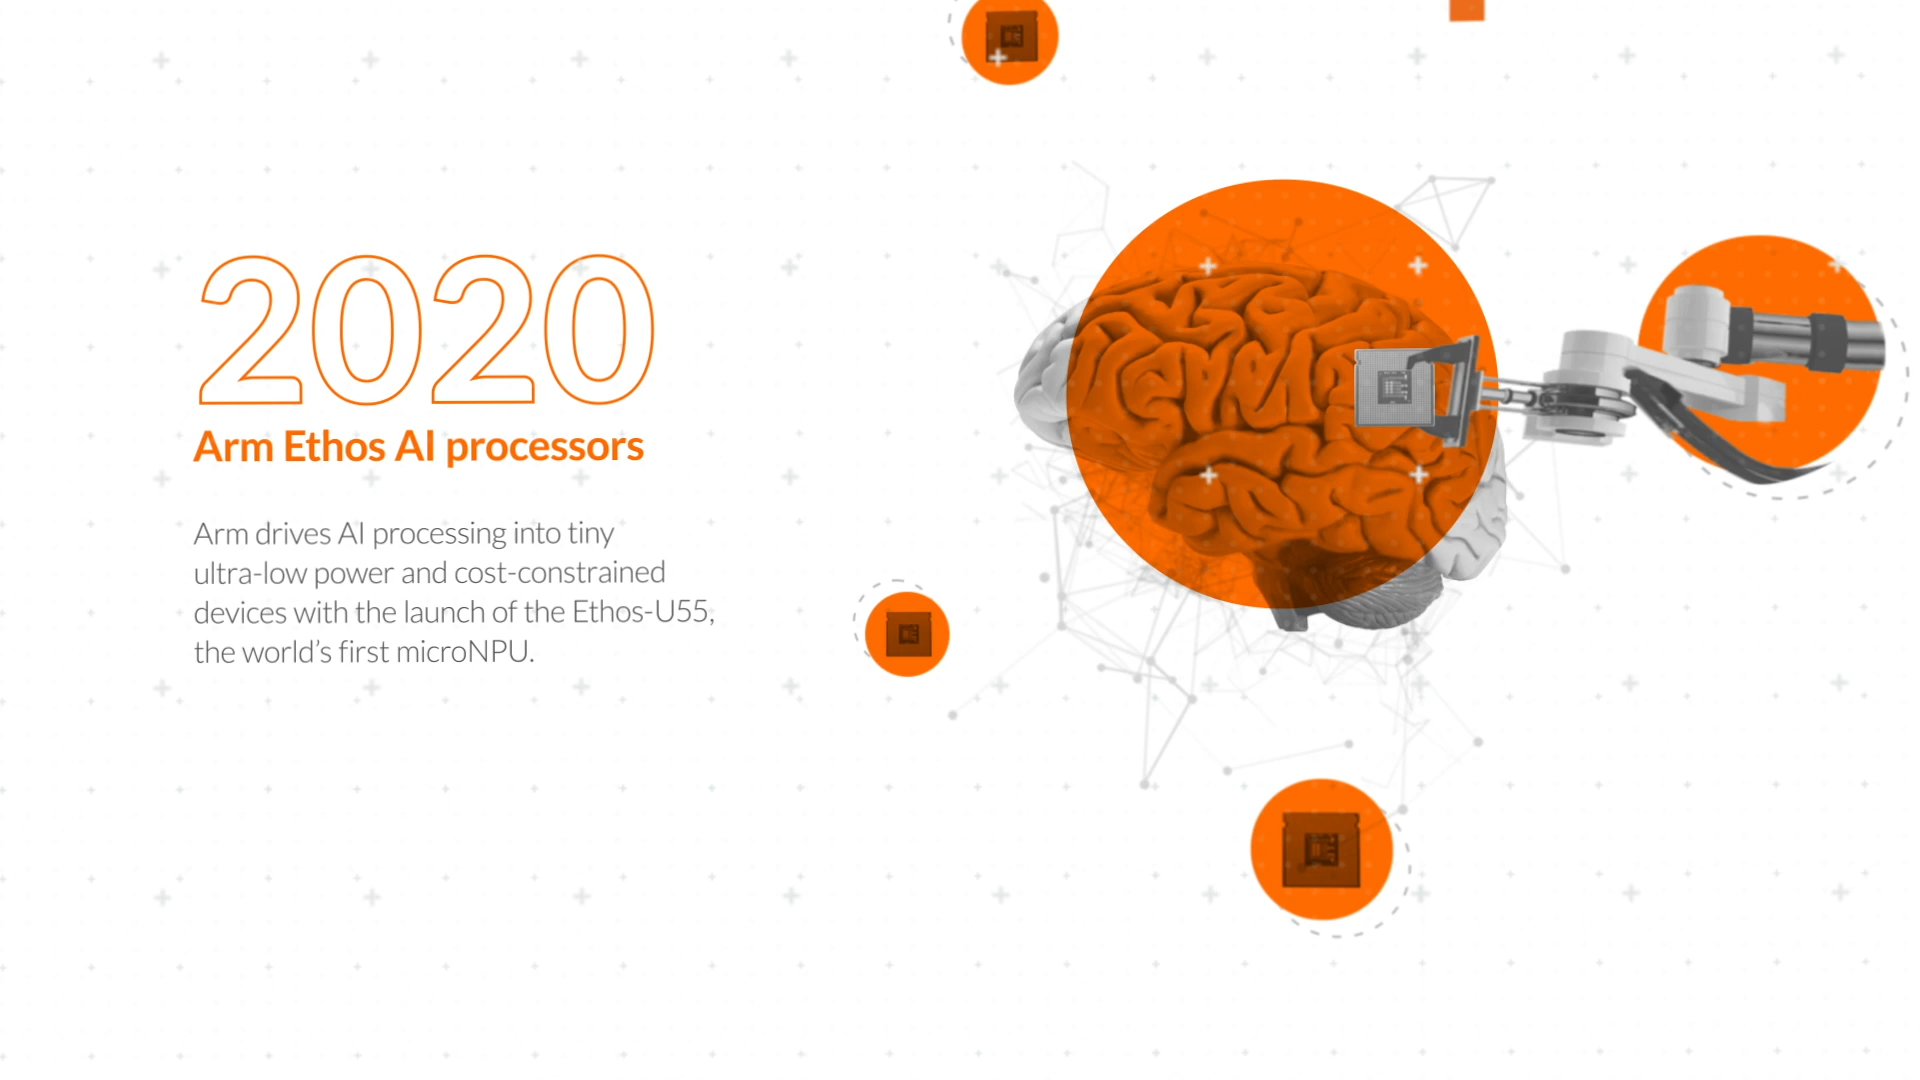 2020
Arm Ethos AI processors
Arm drives AI processing into tiny
ultra-low power and cost-constrained
devices with the launch of the Ethos-U55,
the world’s first microNPU.